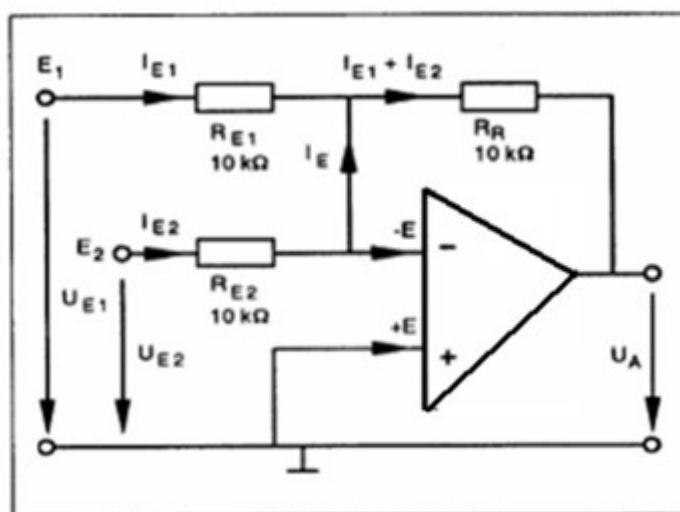 E1
IE1
IE1 + IE2
RE1
10 kΩ
RR
10 kΩ
IE
E2
IE2
-E
−
RE2
10 kΩ
UE1
UE2
+E
+
UA